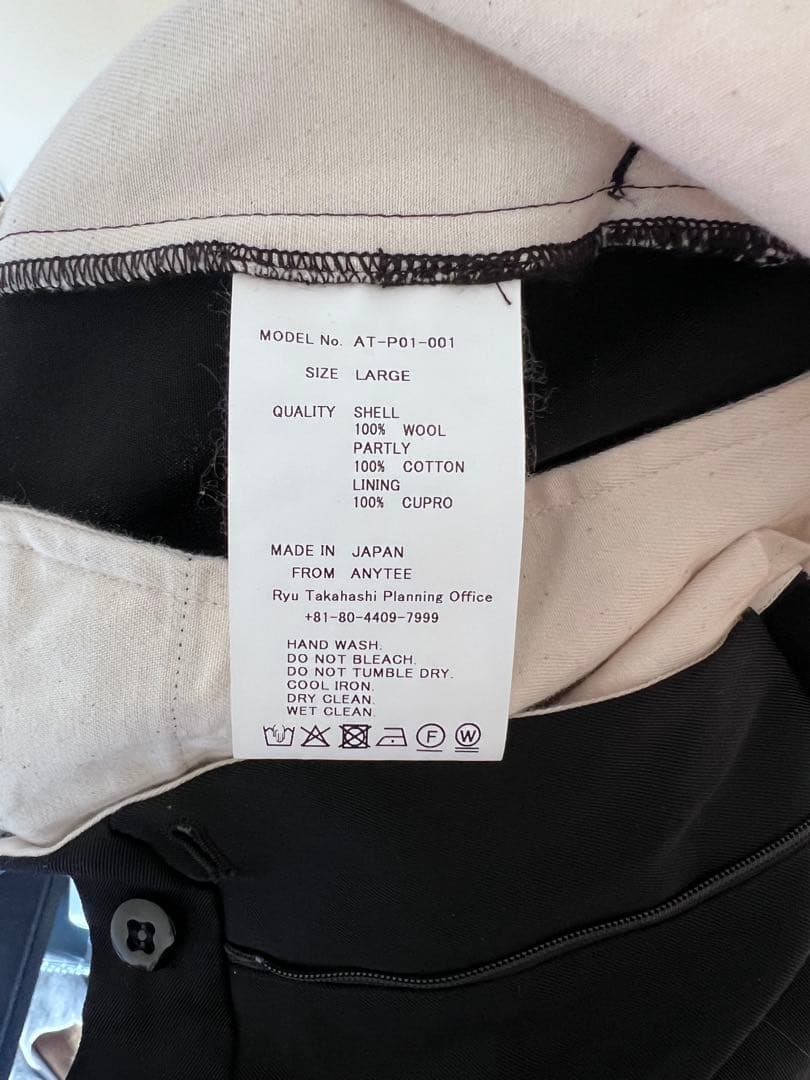 MODEL No. AT-P01-001
SIZE LARGE
QUALITY SHELL
100% WOOL
PARTLY
100% COTTON
LINING
100% CUPRO
MADE IN JAPAN
FROM ANYTEE
Ryu Takahashi Planning Office
+81-80-4409-7999
HAND WASH.
DO NOT BLEACH.
DO NOT TUMBLE DRY.
COOL IRON.
DRY CLEAN.
WET CLEAN.
F W